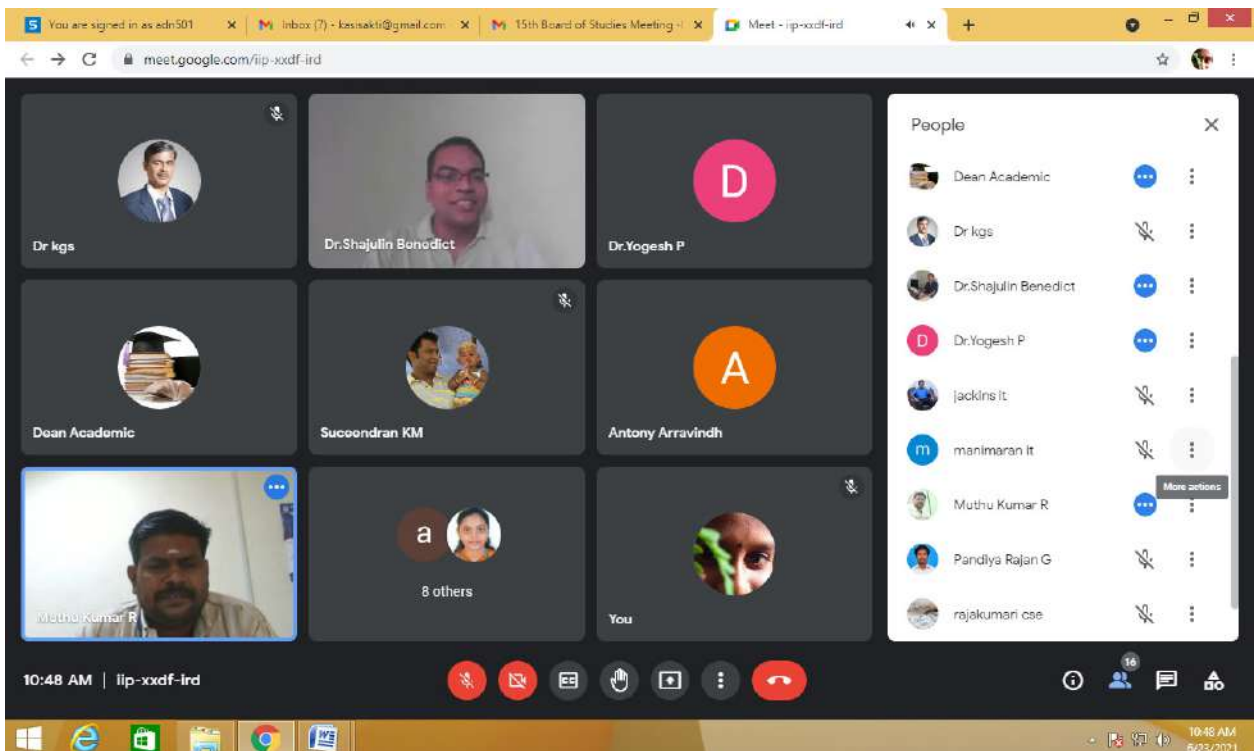 S You are signed in as adn501
Inbox (7) - kasisakti@gmail.com
15th Board of Studies Meeting -
Meet - iip-xxdf-ird
meet.google.com/iip-xxdf-ird
Dr kgs
Dr.Shajulin Benedict
D
Dr.Yogesh P
Dean Academic
Suceendran KM
A
Antony Arravindh
Muthu Kumar R
a
8 others
You
People
Dean Academic
Dr kgs
Dr.Shajulin Benedict
D Dr.Yogesh P
jackins it
m manimaran it
More actions
Muthu Kumar R
Pandiya Rajan G
rajakumari cse
10:48 AM | iip-xxdf-ird
CC
16
10:48 AM
6/23/2021